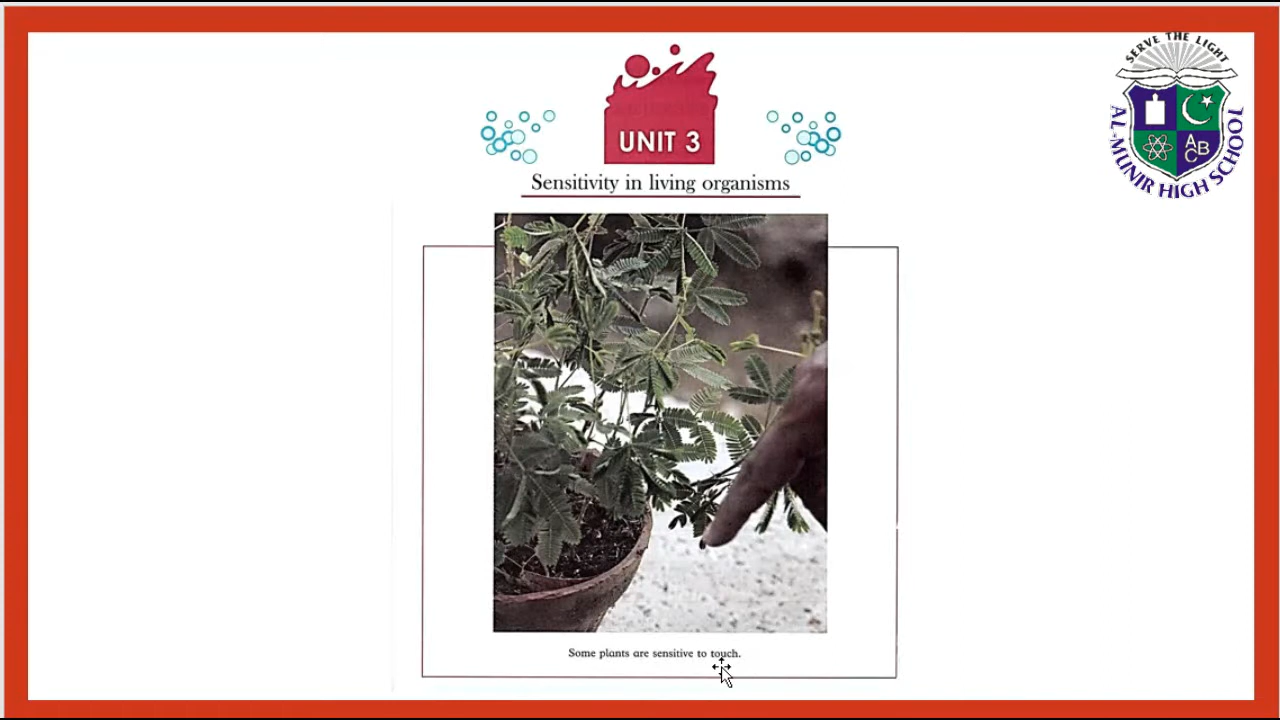 UNIT 3
Sensitivity in living organisms
Some plants are sensitive to touch.
SERVE THE LIGHT
A
B
C
AL-MUNIR HIGH SCHOOL